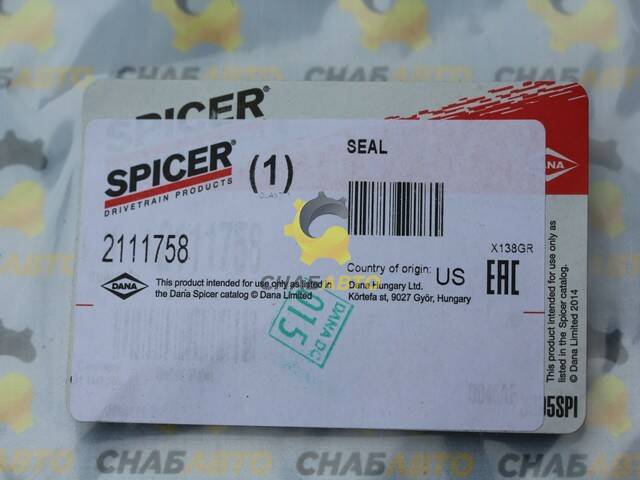 СНАБАВТО
СНАБАВТО
SPICER®
SPICER®
DRIVETRAIN PRODUCTS
(1)
SEAL
DANA
2111758
X138GR
Country of origin: US
EAC
DANA
This product intended for use only as listed in
the Dana Spicer catalog © Dana Limited
Dana Hungary Ltd.
Körtefa st, 9027 Győr, Hungary
015
DANA DC
This product intended for use only as
listed in the Spicer catalog.
© Dana Limited 2014
05SPI
СНАБАВТО
СНАБАВТО